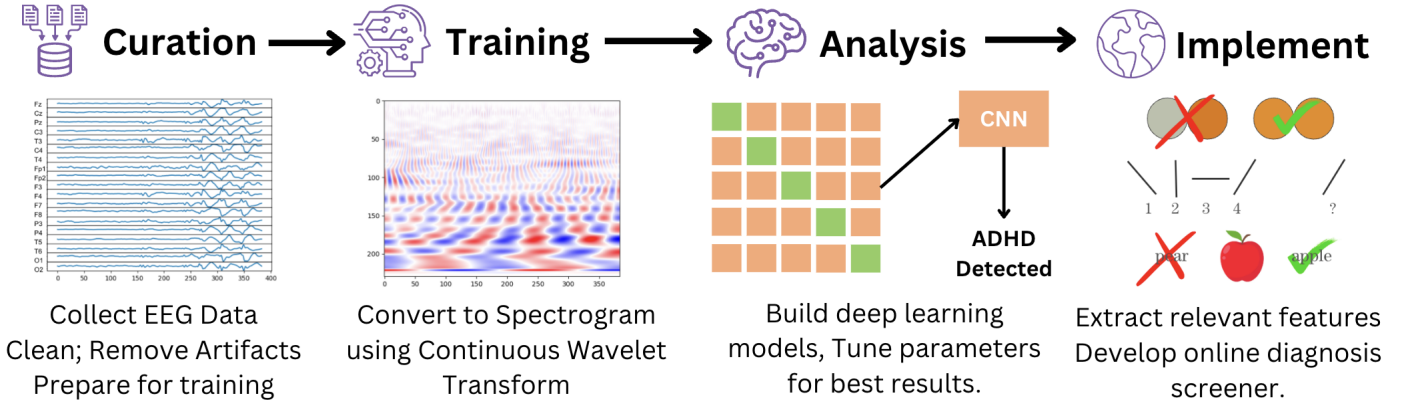 Curation
Training
Analysis
Implement
Fz
Cz
Pz
C3
T3
C4
T4
Fp1
Fp2
F3
F4
F7
F8
P3
P4
T5
T6
O1
O2
0 50 100 150 200 250 300 350 400
0
50
100
150
200
0 50 100 150 200 250 300 350
CNN
ADHD
Detected
1 2 3 4 ?
pear
apple
Collect EEG Data
Clean; Remove Artifacts
Prepare for training
Convert to Spectrogram
using Continuous Wavelet
Transform
Build deep learning
models, Tune parameters
for best results.
Extract relevant features
Develop online diagnosis
screener.